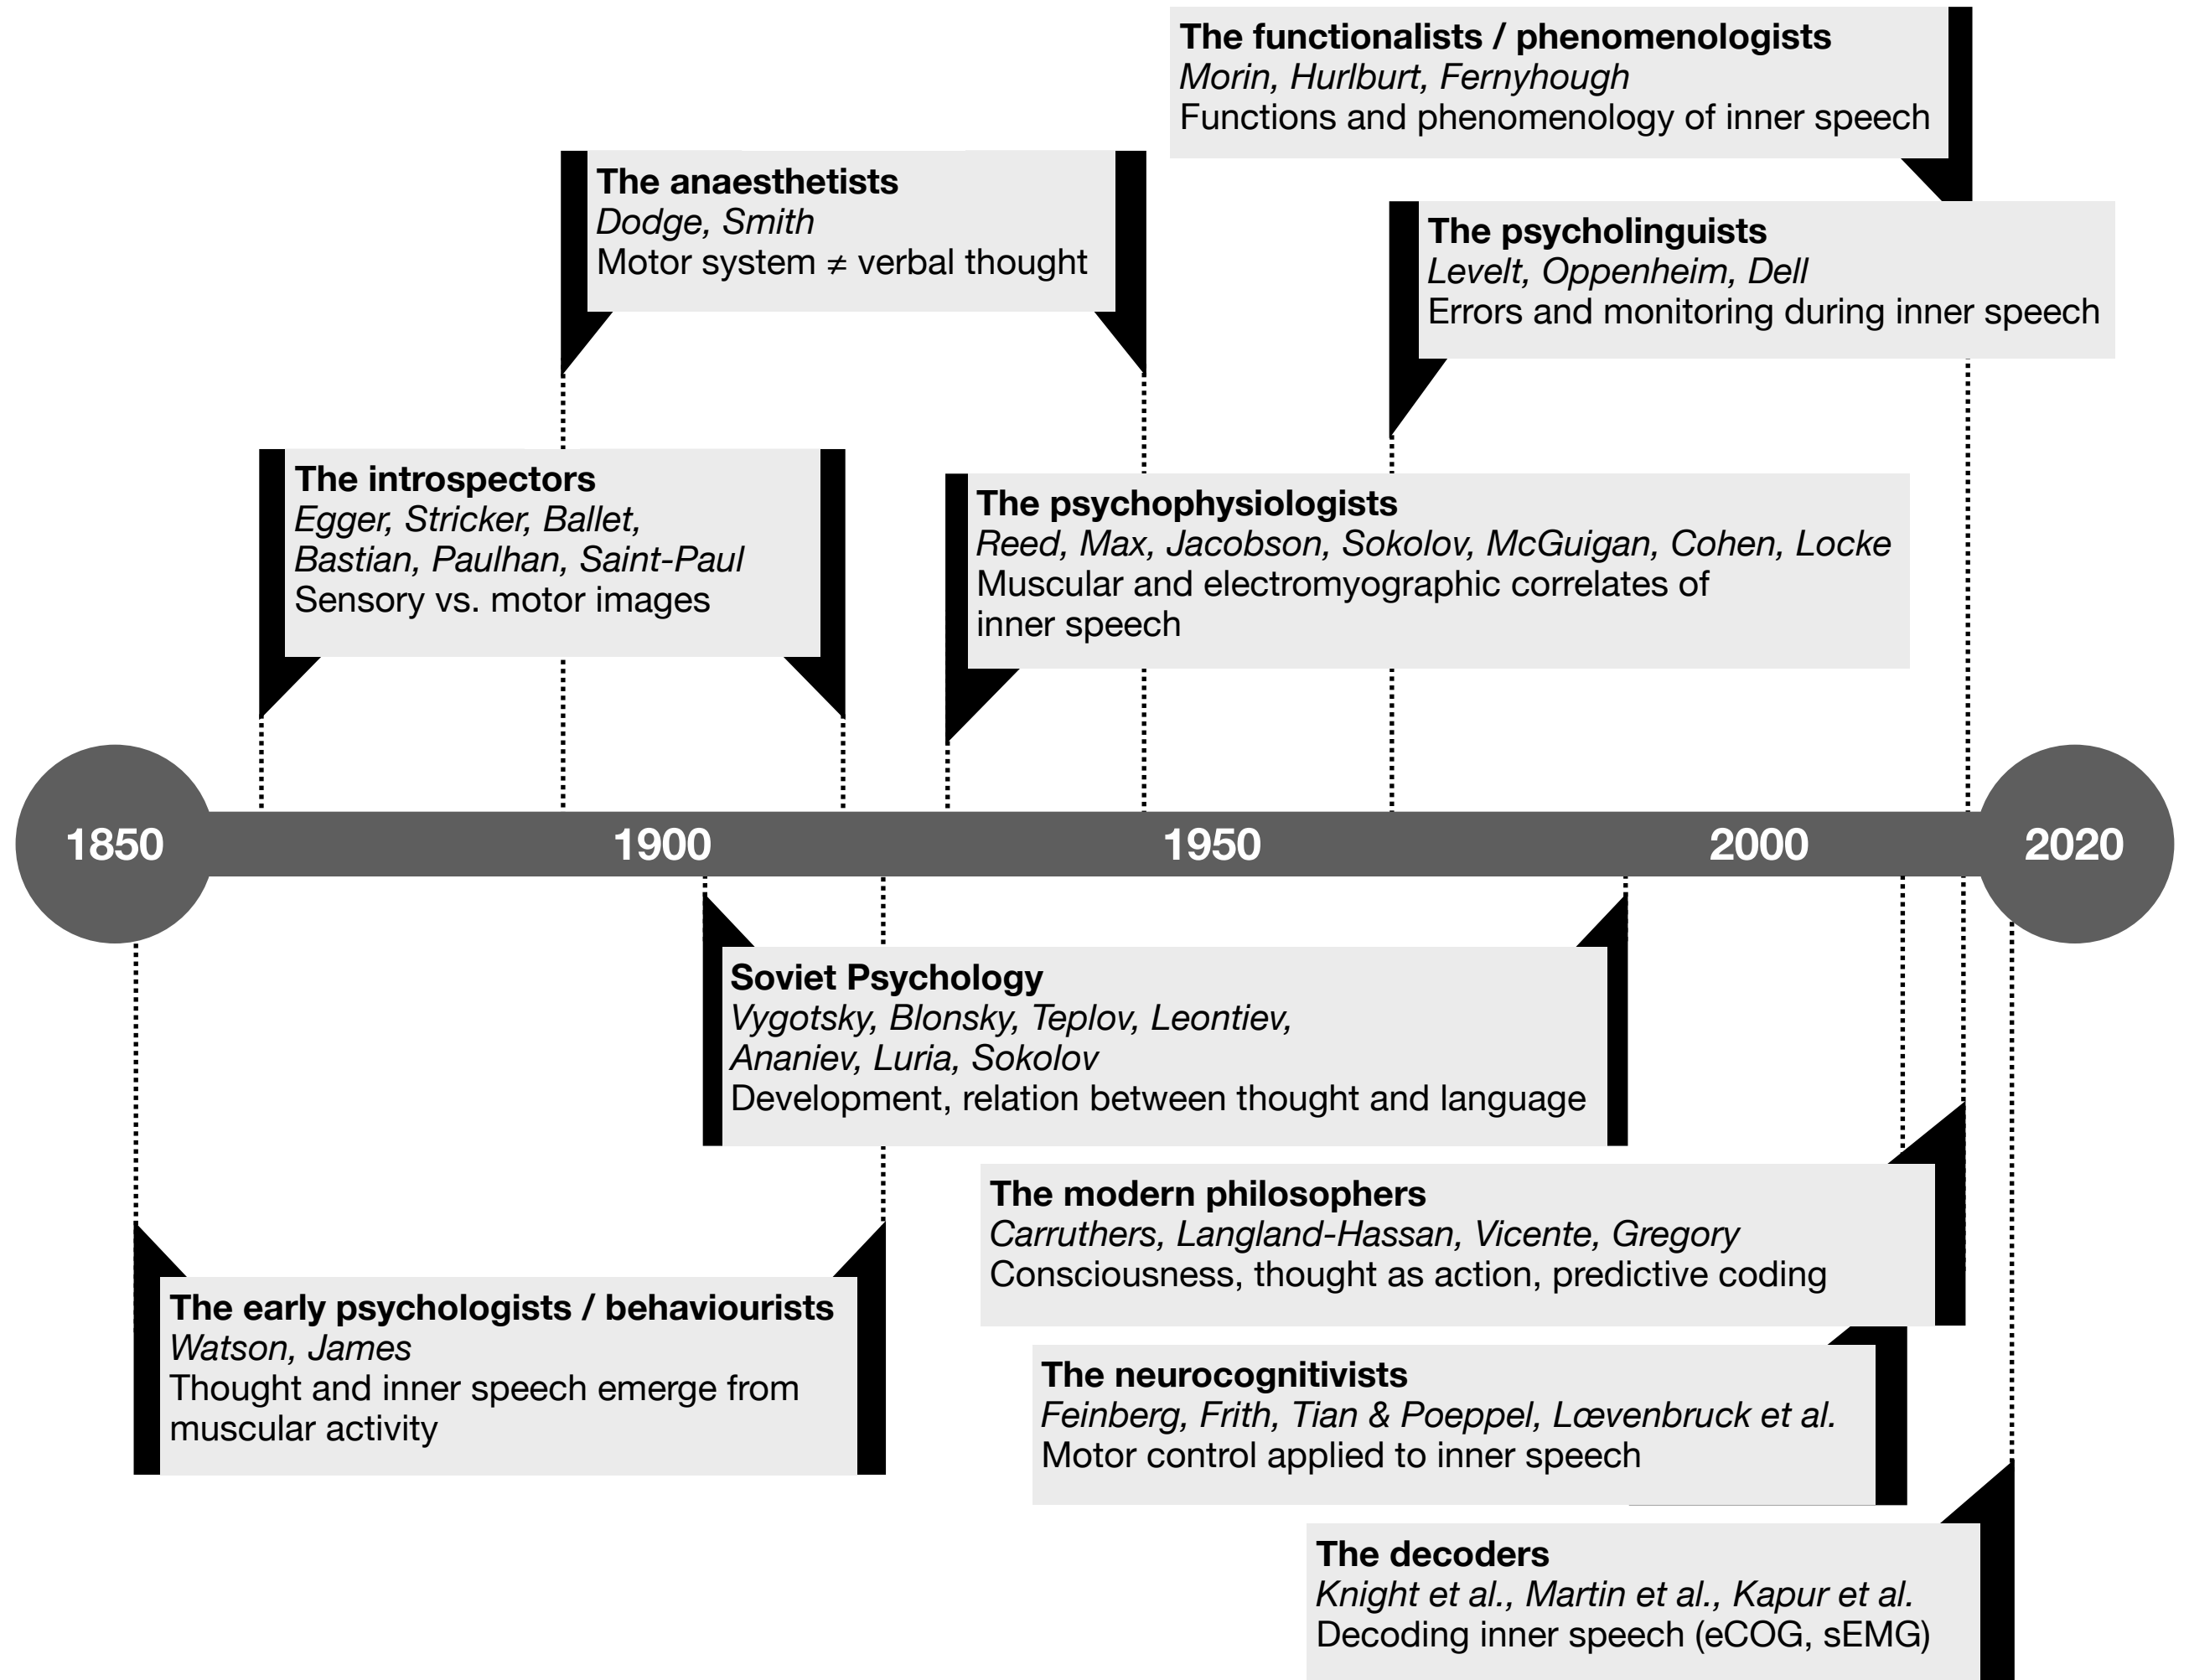 The functionalists / phenomenologists
Morin, Hurlburt, Fernyhough
Functions and phenomenology of inner speech
The anaesthetists
Dodge, Smith
Motor system ≠ verbal thought
The psycholinguists
Levelt, Oppenheim, Dell
Errors and monitoring during inner speech
The introspectors
Egger, Stricker, Ballet,
Bastian, Paulhan, Saint-Paul
Sensory vs. motor images
The psychophysiologists
Reed, Max, Jacobson, Sokolov, McGuigan, Cohen, Locke
Muscular and electromyographic correlates of
inner speech
1850
1900
1950
2000
2020
Soviet Psychology
Vygotsky, Blonsky, Teplov, Leontiev,
Ananiev, Luria, Sokolov
Development, relation between thought and language
The modern philosophers
Carruthers, Langland-Hassan, Vicente, Gregory
Consciousness, thought as action, predictive coding
The early psychologists / behaviourists
Watson, James
Thought and inner speech emerge from
muscular activity
The neurocognitivists
Feinberg, Frith, Tian & Poeppel, Lœvenbruck et al.
Motor control applied to inner speech
The decoders
Knight et al., Martin et al., Kapur et al.
Decoding inner speech (eCOG, sEMG)